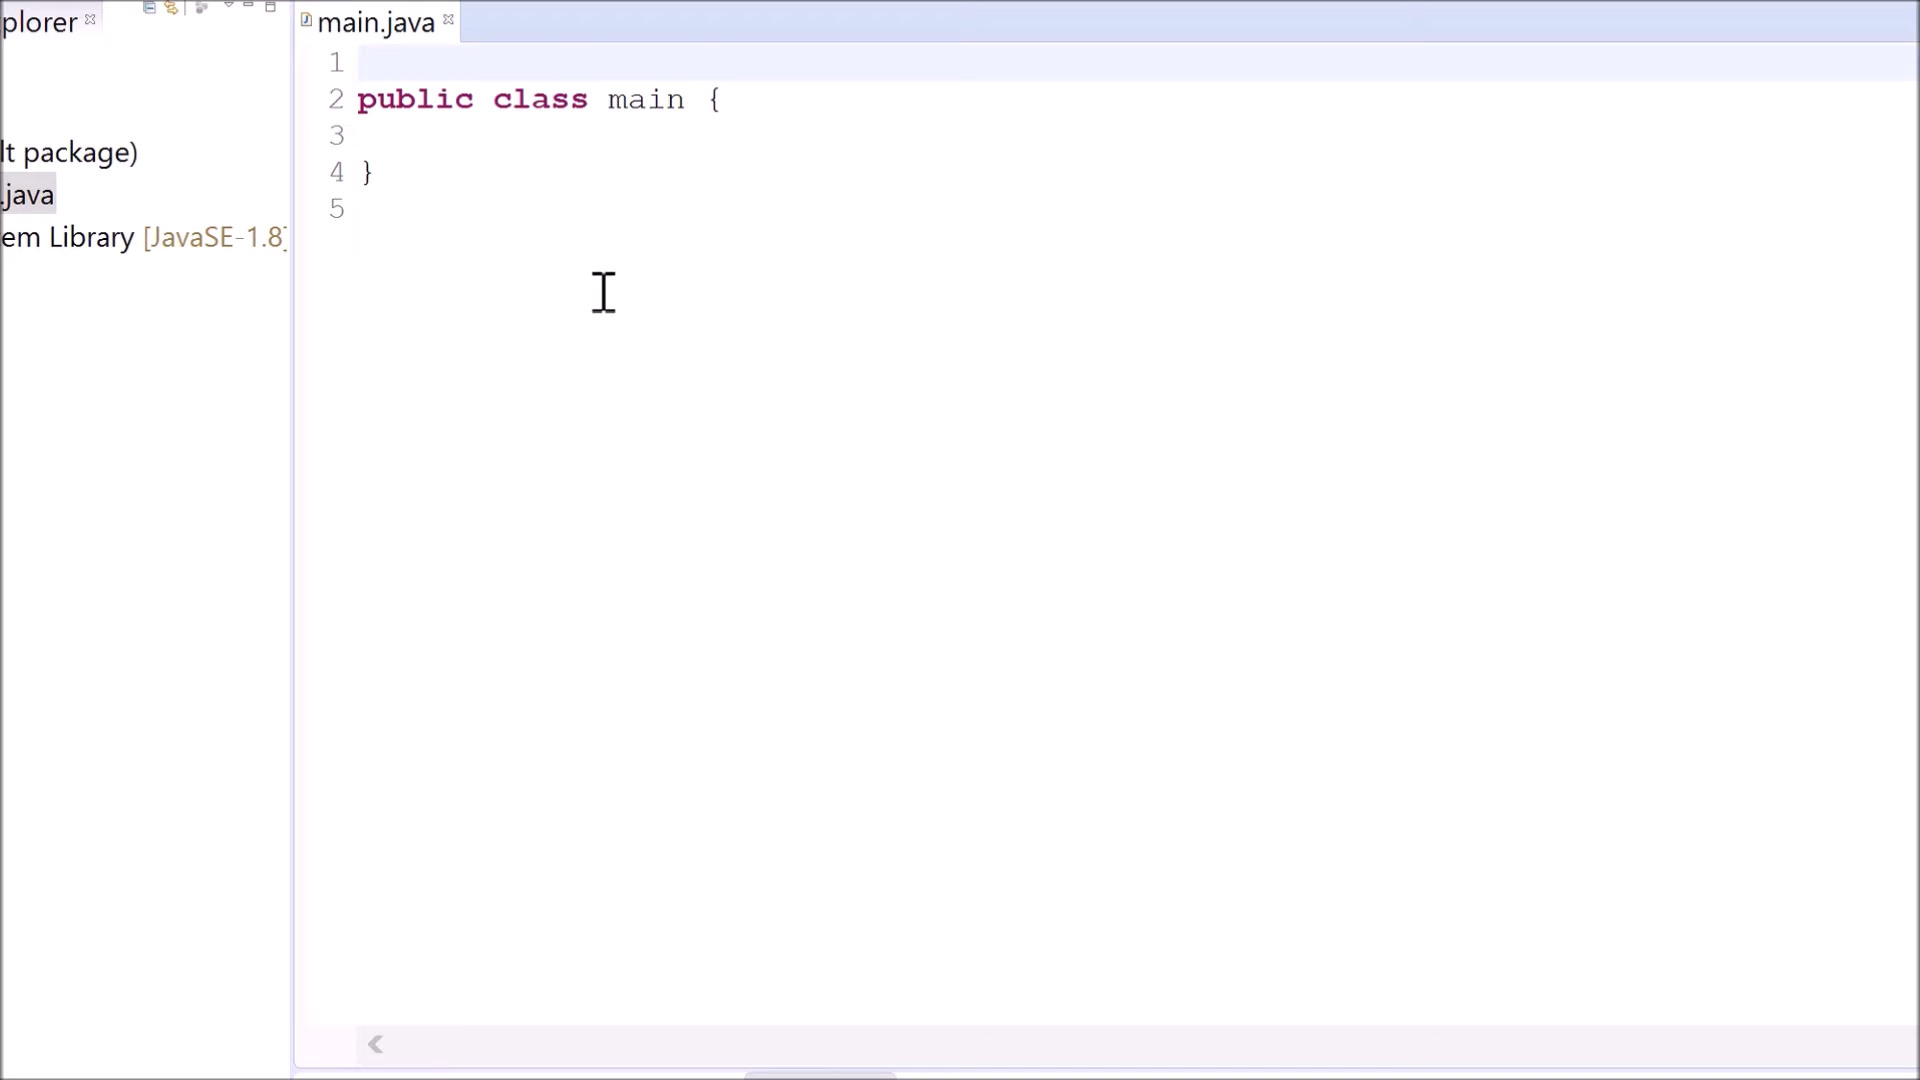 plorer
lt package)
.java
em Library [JavaSE-1.8]
main.java
1
2 public class main {
3
4 }
5